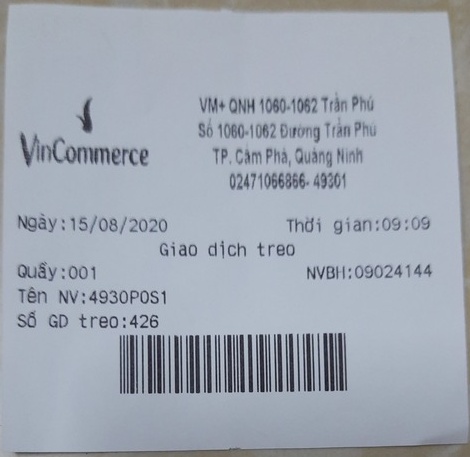 VinCommerce
VM+ QNH 1060-1062 Trần Phú
Số 1060-1062 Đường Trần Phú
TP. Cẩm Phả, Quảng Ninh
02471066866- 49301
Ngày:15/08/2020 Thời gian:09:09
Giao dịch treo
Quầy:001 NVBH:09024144
Tên NV:4930POS1
Số GD treo:426